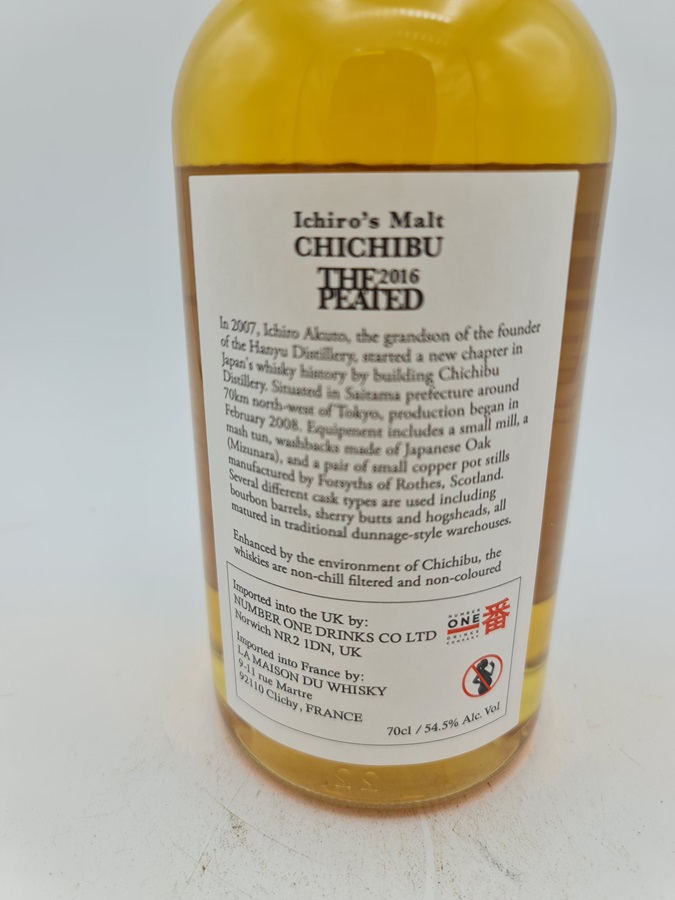 Ichiro's Malt
CHICHIBU
THE 2016
PEATED
In 2007, Ichiro Akuto, the grandson of the founder
of the Hanyu Distillery, started a new chapter in
Japan's whisky history by building Chichibu
Distillery. Situated in Saitama prefecture around
70km north-west of Tokyo, production began in
February 2008. Equipment includes a small mill, a
mash tun, washbacks made of Japanese Oak
(Mizunara), and a pair of small copper pot stills
manufactured by Forsyths of Rothes, Scotland.
Several different cask types are used including
bourbon barrels, sherry butts and hogsheads, all
matured in traditional dunnage-style warehouses.
Enhanced by the environment of Chichibu, the
whiskies are non-chill filtered and non-coloured
Imported into the UK by:
NUMBER ONE DRINKS CO LTD
Norwich NR2 1DN, UK
NUMBER
ONE
DRINKS
COMPANY
番
Imported into France by:
LA MAISON DU WHISKY
9-11 rue Martre
92110 Clichy, FRANCE
70cl / 54.5% Alc. Vol